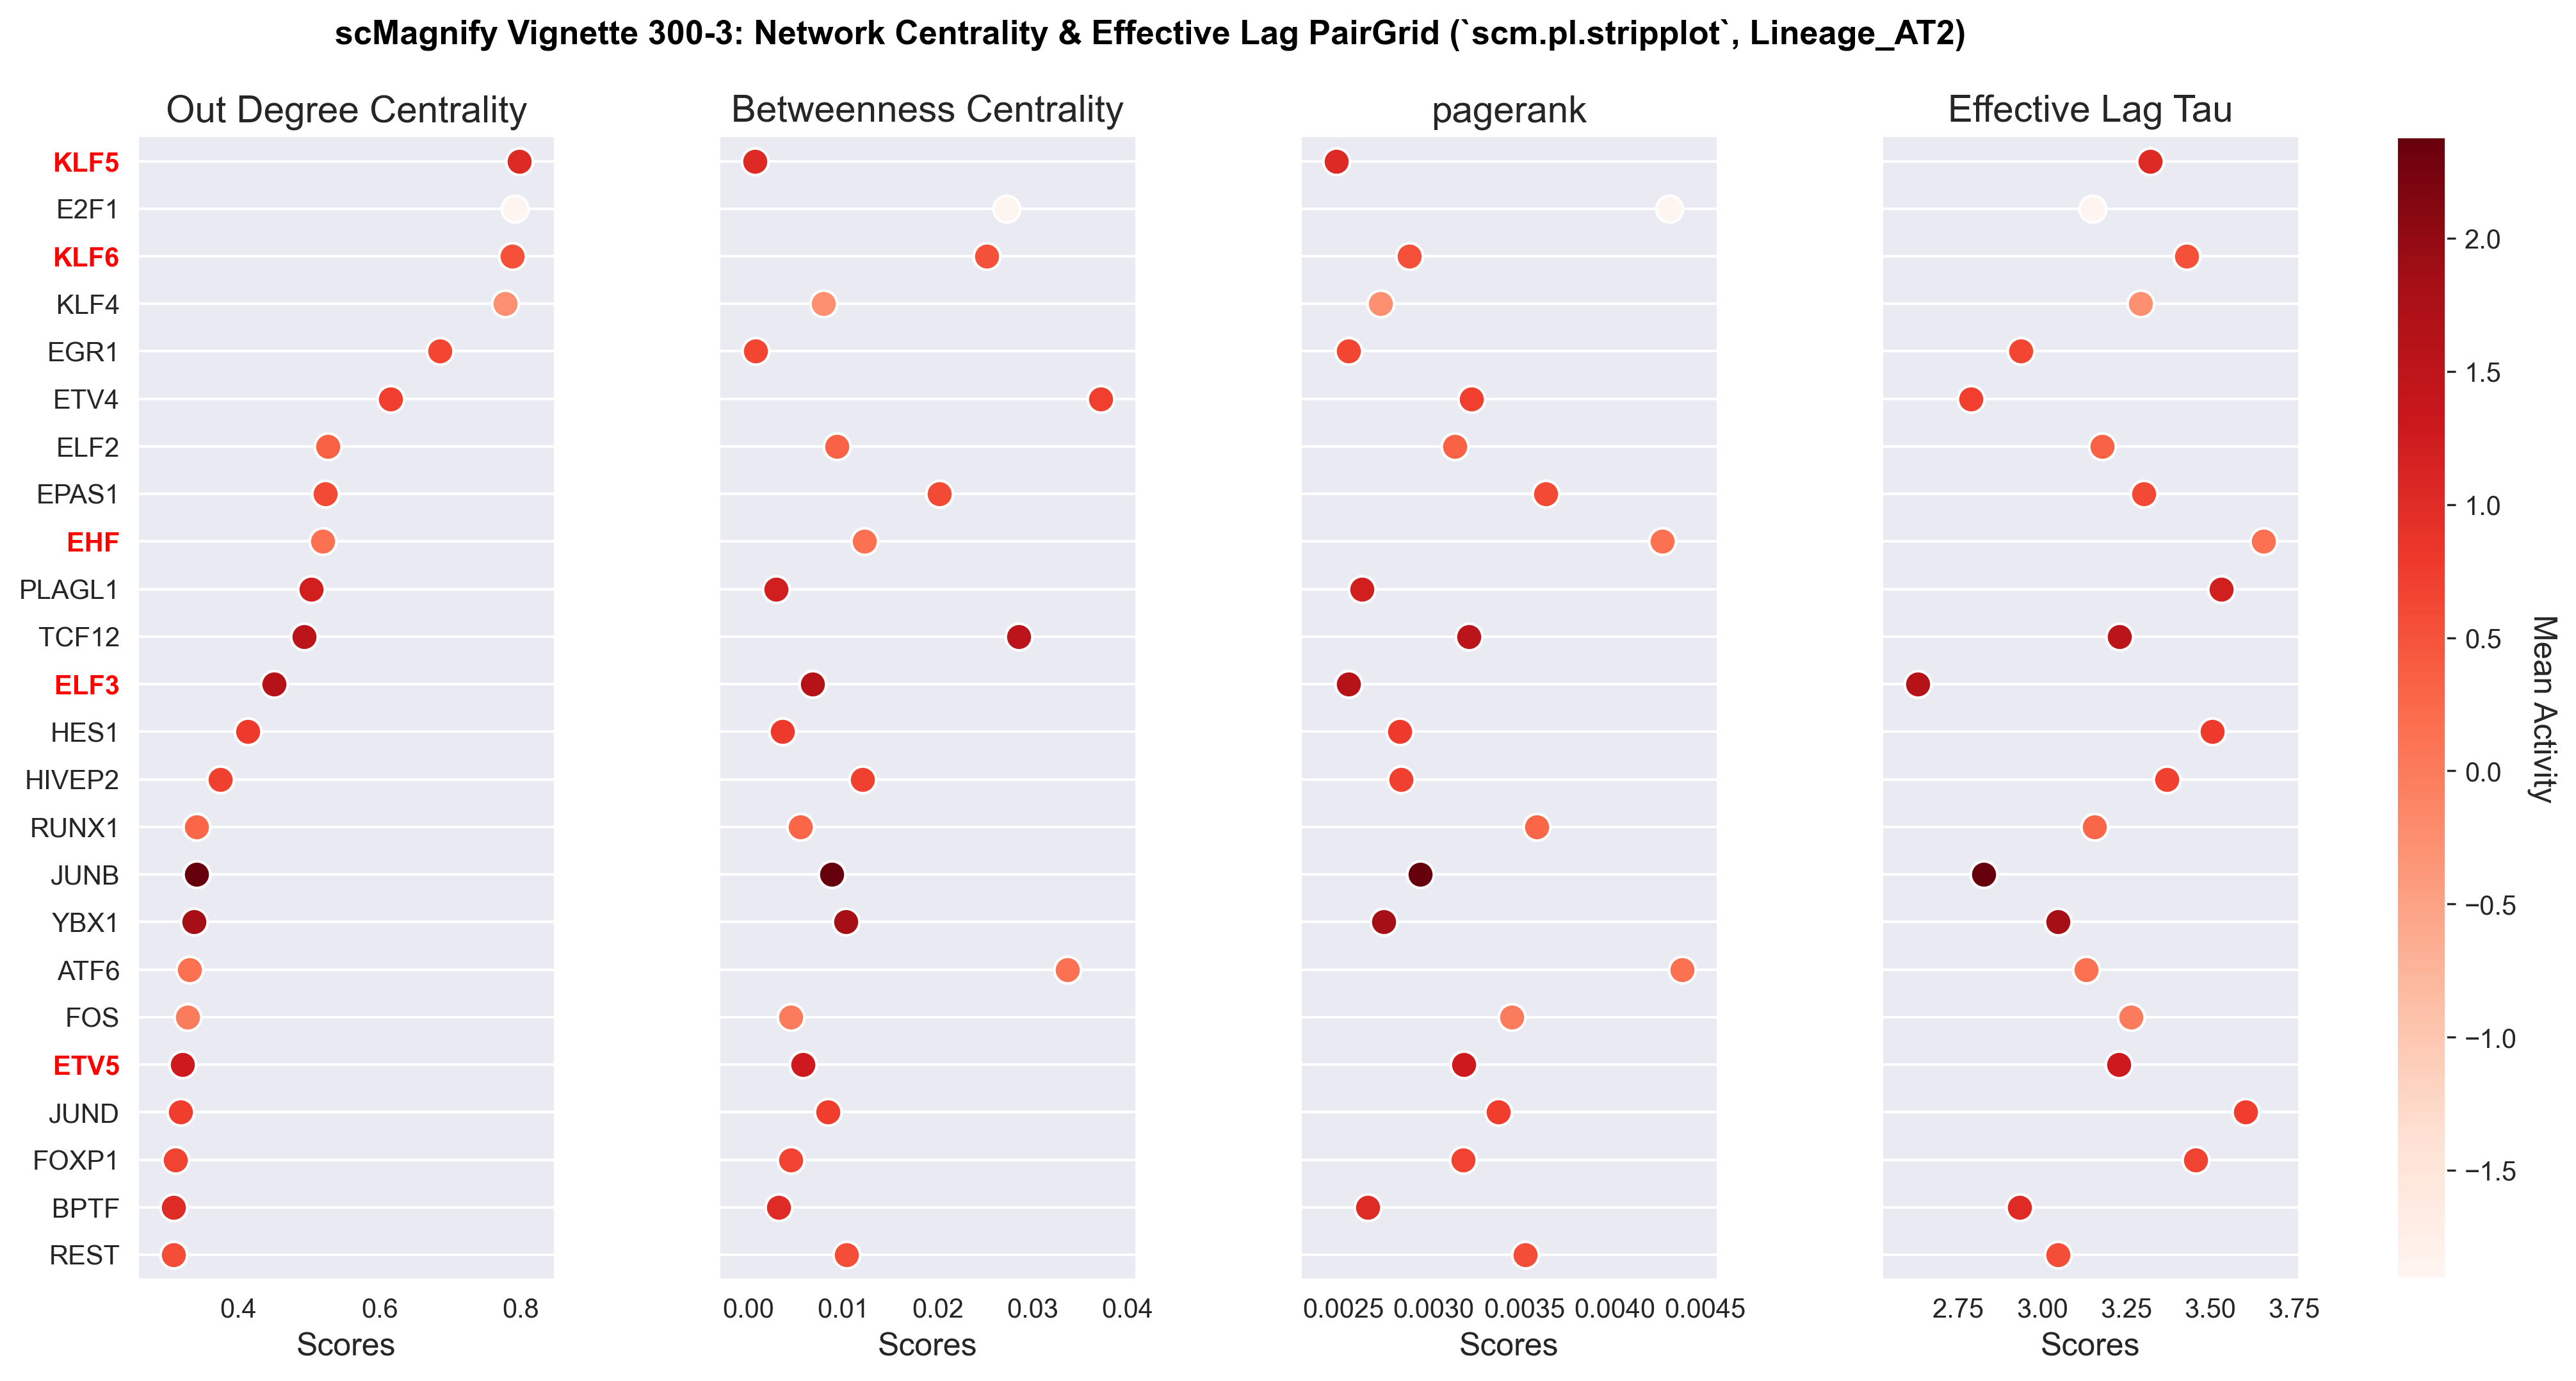 scMagnify Vignette 300-3: Network Centrality & Effective Lag PairGrid (`scm.pl.stripplot`, Lineage_AT2)
Out Degree Centrality
Betweenness Centrality
pagerank
Effective Lag Tau
KLF5
E2F1
KLF6
KLF4
EGR1
ETV4
ELF2
EPAS1
EHF
PLAGL1
TCF12
ELF3
HES1
HIVEP2
RUNX1
JUNB
YBX1
ATF6
FOS
ETV5
JUND
FOXP1
BPTF
REST
0.4 0.6 0.8
Scores
0.00 0.01 0.02 0.03 0.04
Scores
0.0025 0.0030 0.0035 0.0040 0.0045
Scores
2.75 3.00 3.25 3.50 3.75
Scores
2.0
1.5
1.0
0.5
0.0
−0.5
−1.0
−1.5
Mean Activity